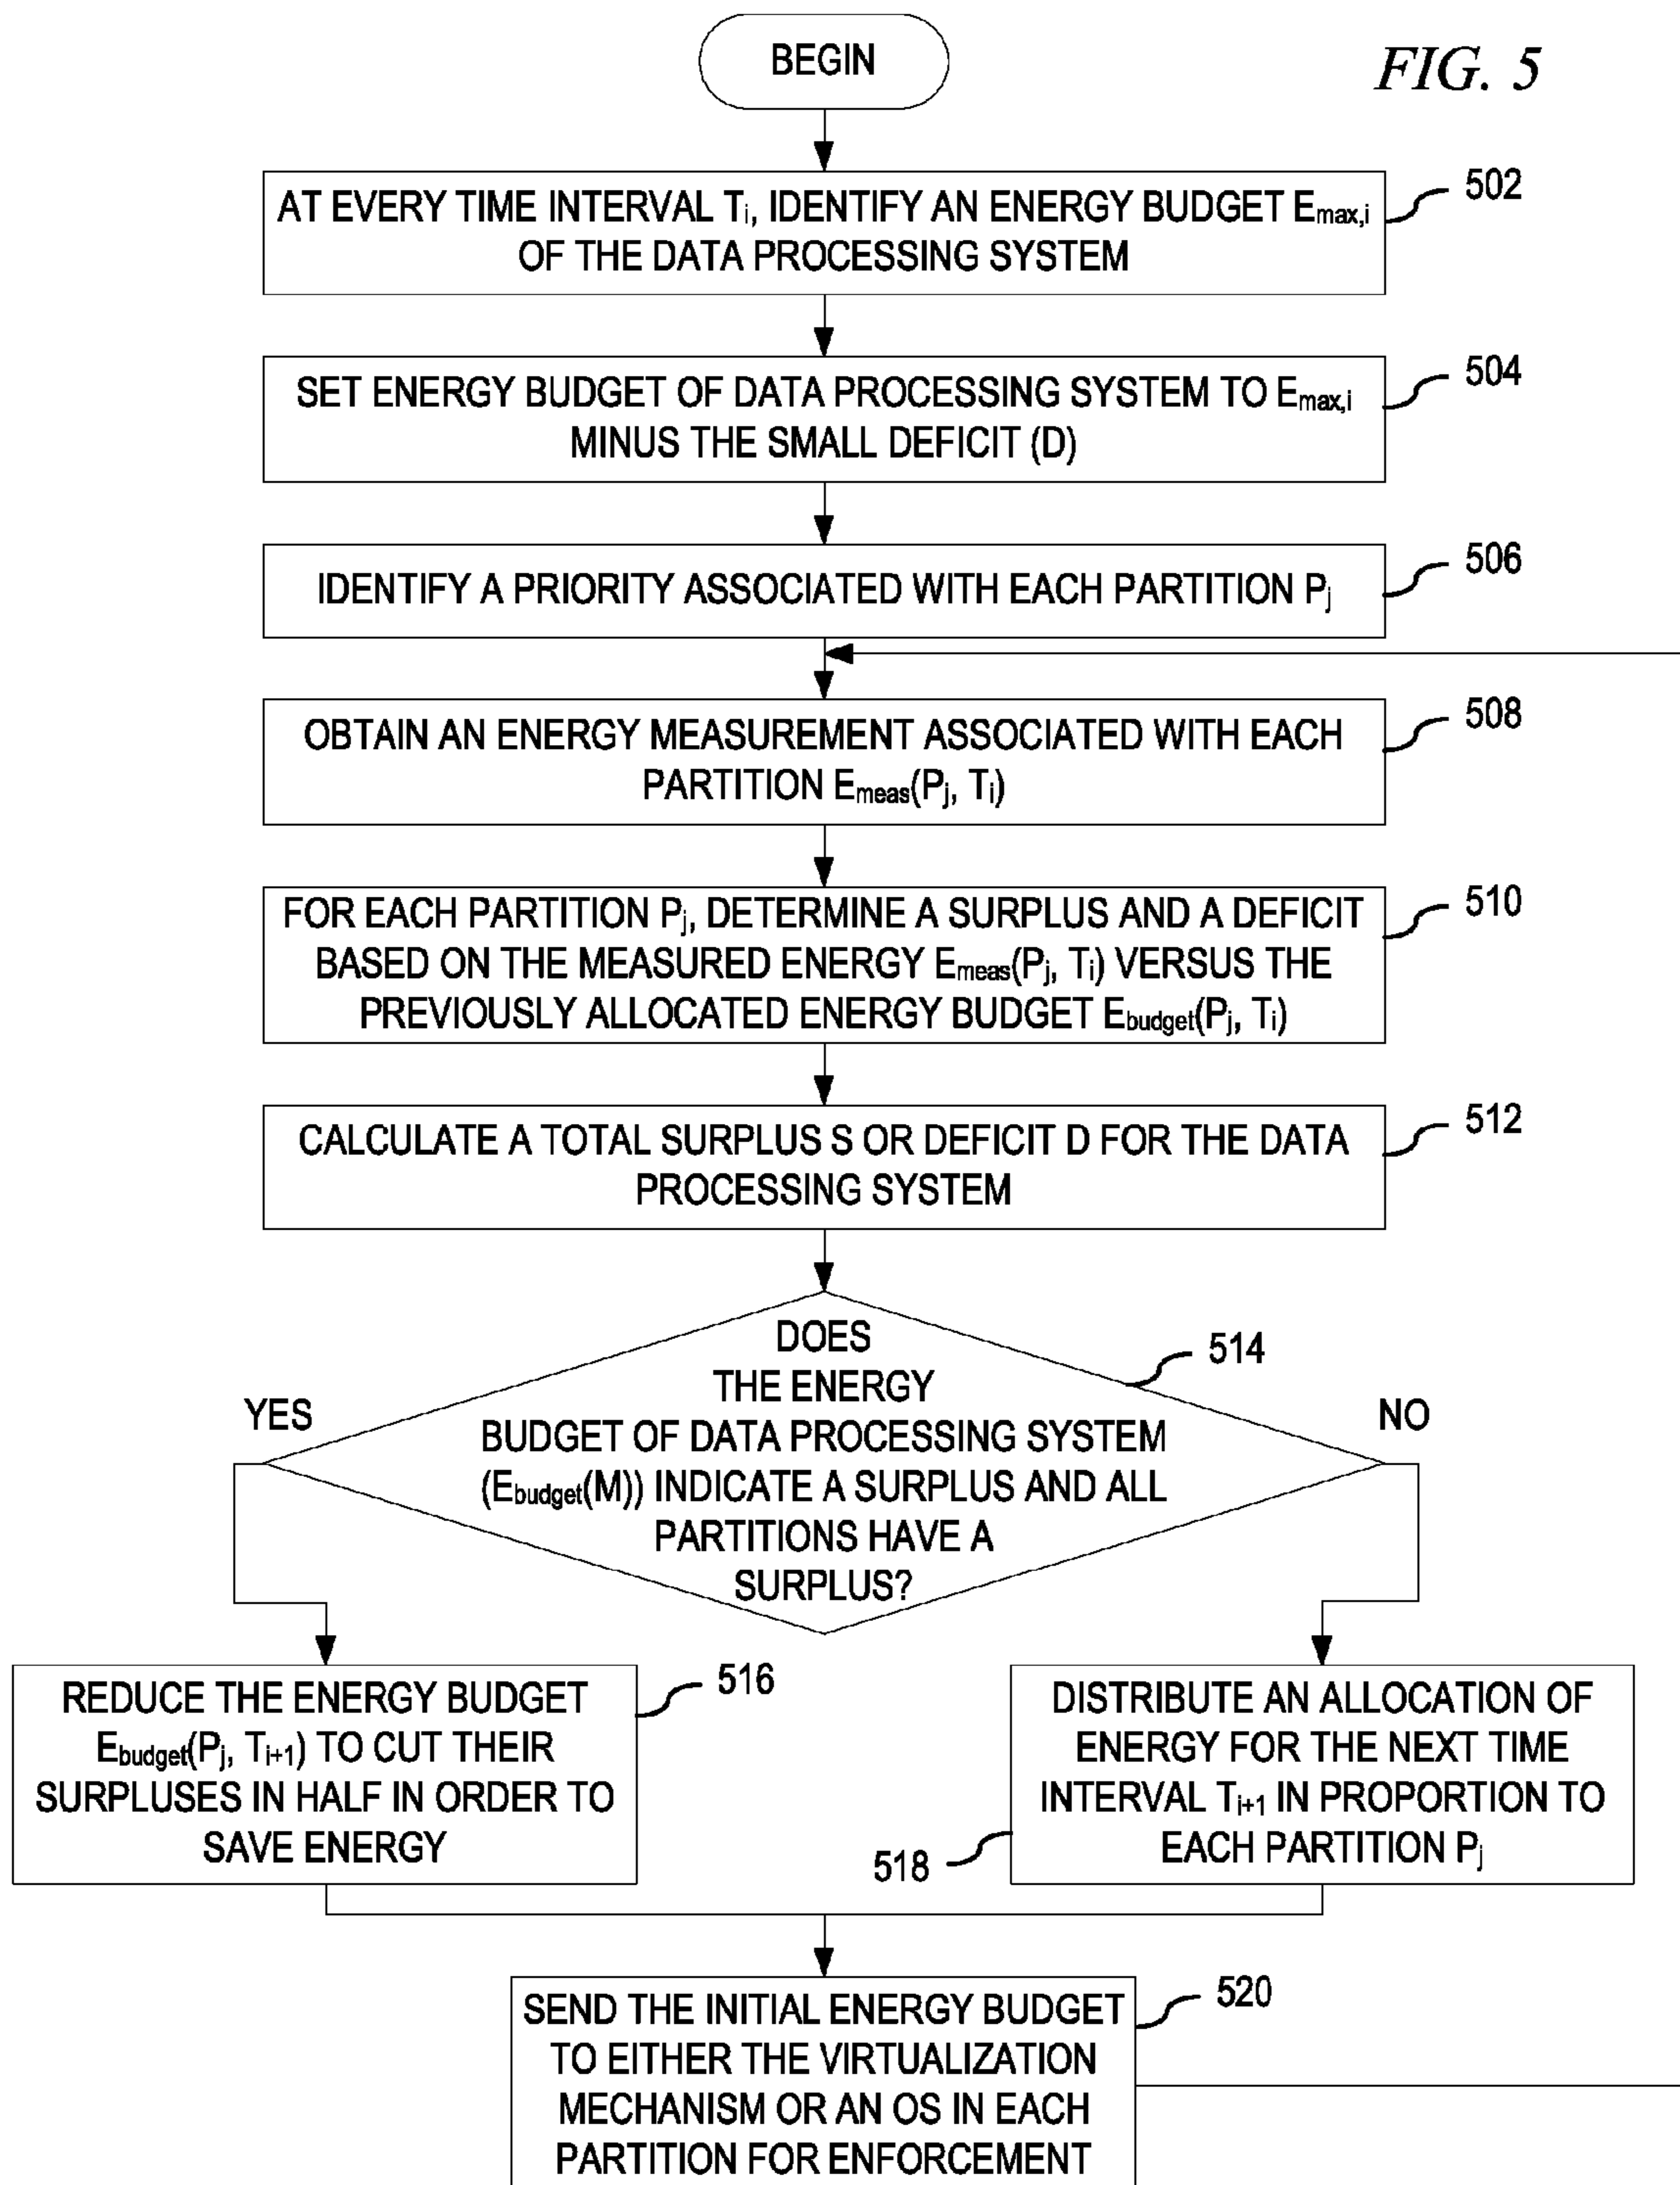 BEGIN
FIG. 5
AT EVERY TIME INTERVAL Ti, IDENTIFY AN ENERGY BUDGET Emax,i
OF THE DATA PROCESSING SYSTEM
502
SET ENERGY BUDGET OF DATA PROCESSING SYSTEM TO Emax,i
MINUS THE SMALL DEFICIT (D)
504
IDENTIFY A PRIORITY ASSOCIATED WITH EACH PARTITION Pj
506
OBTAIN AN ENERGY MEASUREMENT ASSOCIATED WITH EACH
PARTITION Emeas(Pj, Ti)
508
FOR EACH PARTITION Pj, DETERMINE A SURPLUS AND A DEFICIT
BASED ON THE MEASURED ENERGY Emeas(Pj, Ti) VERSUS THE
PREVIOUSLY ALLOCATED ENERGY BUDGET Ebudget(Pj, Ti)
510
CALCULATE A TOTAL SURPLUS S OR DEFICIT D FOR THE DATA
PROCESSING SYSTEM
512
DOES
THE ENERGY
BUDGET OF DATA PROCESSING SYSTEM
(Ebudget(M)) INDICATE A SURPLUS AND ALL
PARTITIONS HAVE A
SURPLUS?
514
YES
NO
REDUCE THE ENERGY BUDGET
Ebudget(Pj, Ti+1) TO CUT THEIR
SURPLUSES IN HALF IN ORDER TO
SAVE ENERGY
516
DISTRIBUTE AN ALLOCATION OF
ENERGY FOR THE NEXT TIME
INTERVAL Ti+1 IN PROPORTION TO
EACH PARTITION Pj
518
SEND THE INITIAL ENERGY BUDGET
TO EITHER THE VIRTUALIZATION
MECHANISM OR AN OS IN EACH
PARTITION FOR ENFORCEMENT
520